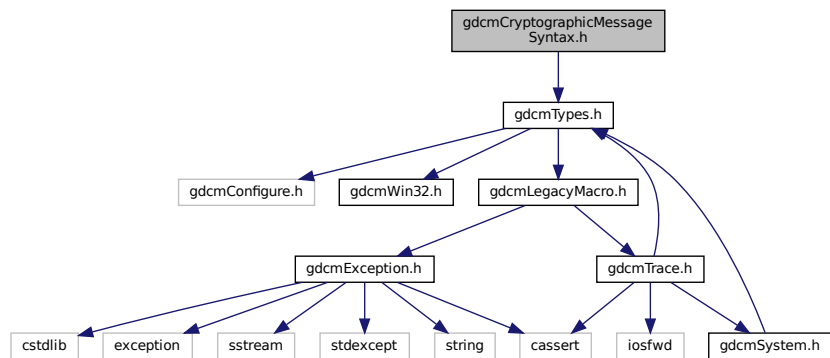 gdcmCryptographicMessage
Syntax.h
gdcmTypes.h
gdcmConfigure.h
gdcmWin32.h
gdcmLegacyMacro.h
gdcmException.h
gdcmTrace.h
cstdlib
exception
sstream
stdexcept
string
cassert
iosfwd
gdcmSystem.h